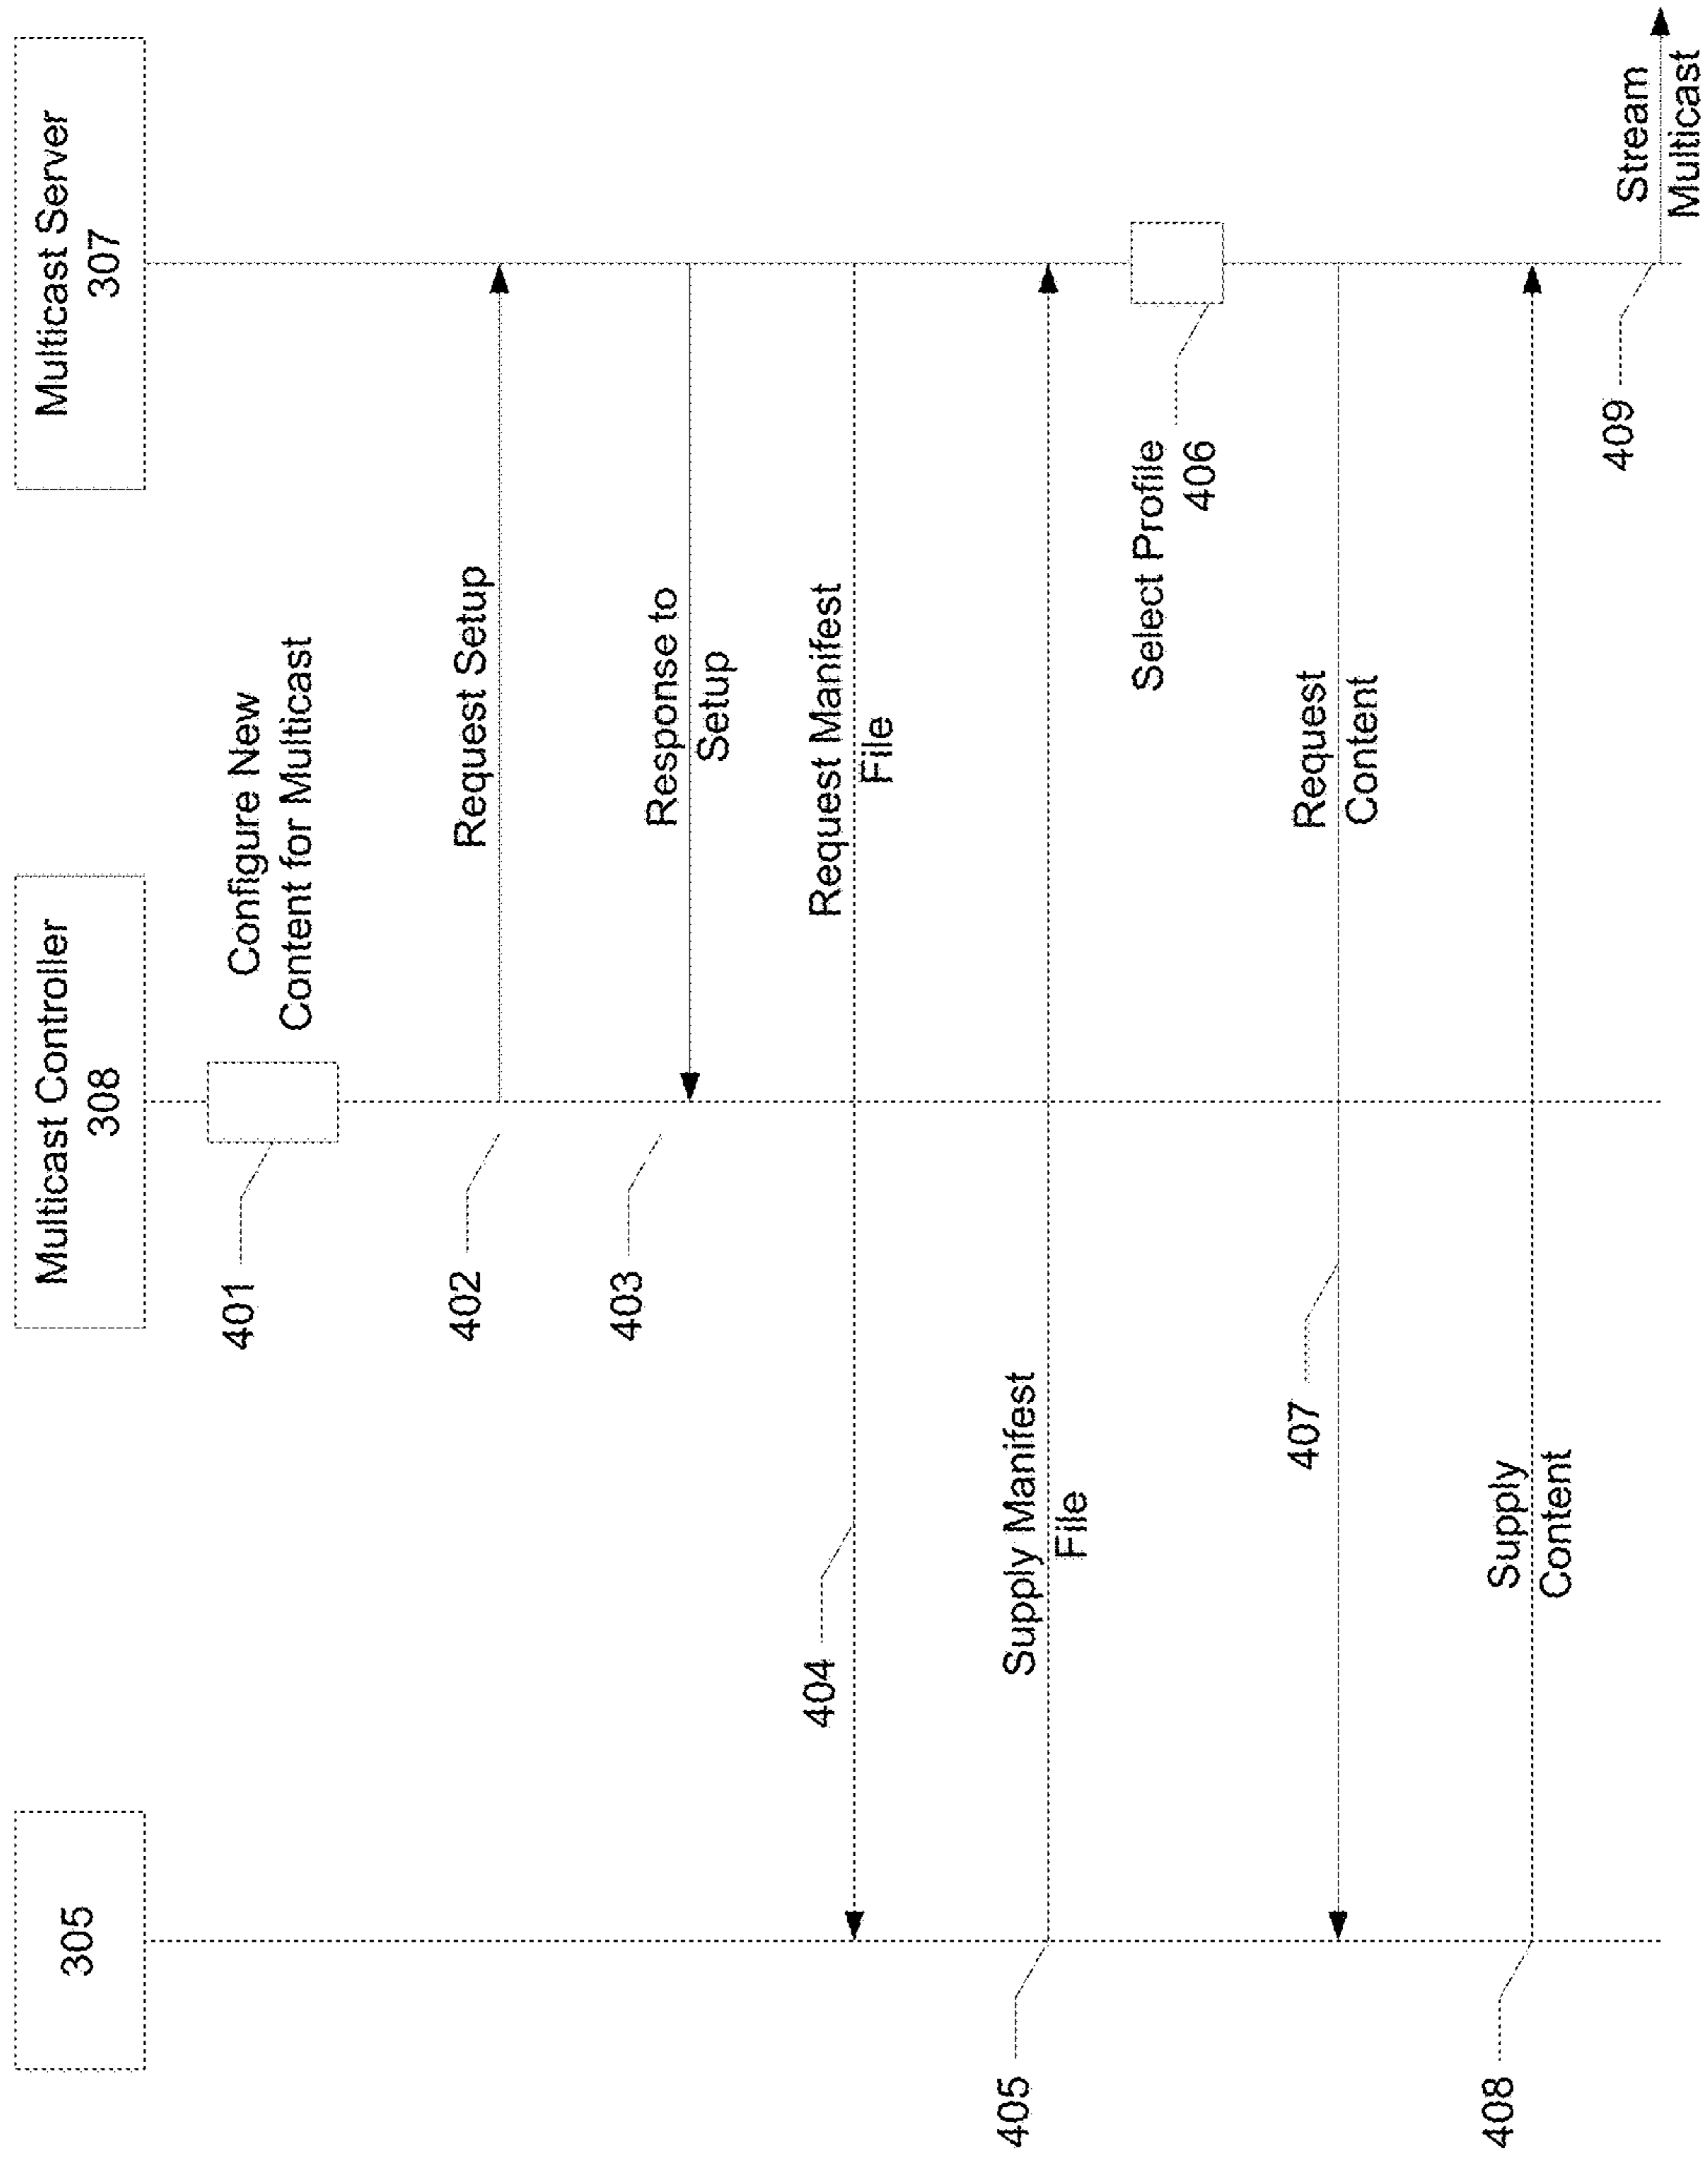 305
Multicast Controller
308
Multicast Server
307
401
Configure New
Content for Multicast
402
Request Setup
403
Response to
Setup
404
Request Manifest
File
405
Supply Manifest
File
Select Profile
406
407
Request
Content
408
Supply
Content
409
Stream
Multicast